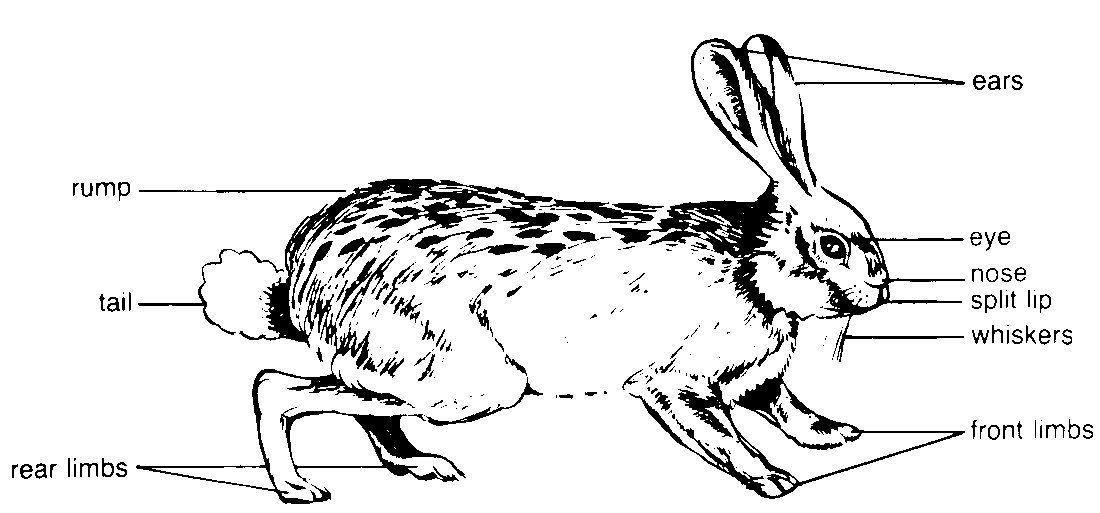 ears
rump
eye
nose
tail
split lip
whiskers
front limbs
rear limbs